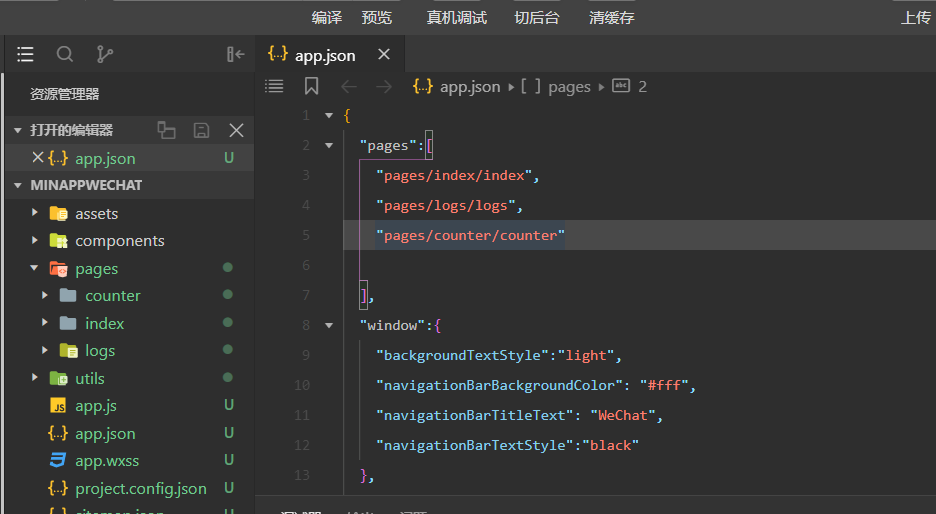 编译 预览 真机调试 切后台 清缓存 上传
{..} app.json ×
资源管理器
{..} app.json ▸ [ ] pages ▸ abc 2
打开的编辑器
{..} app.json U
MINAPPWECHAT
assets
components
pages
counter
index
logs
utils
JS app.js U
{..} app.json U
app.wxss U
{..} project.config.json U
1 {
2 "pages":[
3 "pages/index/index",
4 "pages/logs/logs",
5 "pages/counter/counter"
6
7 ],
8 "window":{
9 "backgroundTextStyle":"light",
10 "navigationBarBackgroundColor": "#fff",
11 "navigationBarTitleText": "WeChat",
12 "navigationBarTextStyle":"black"
13 },